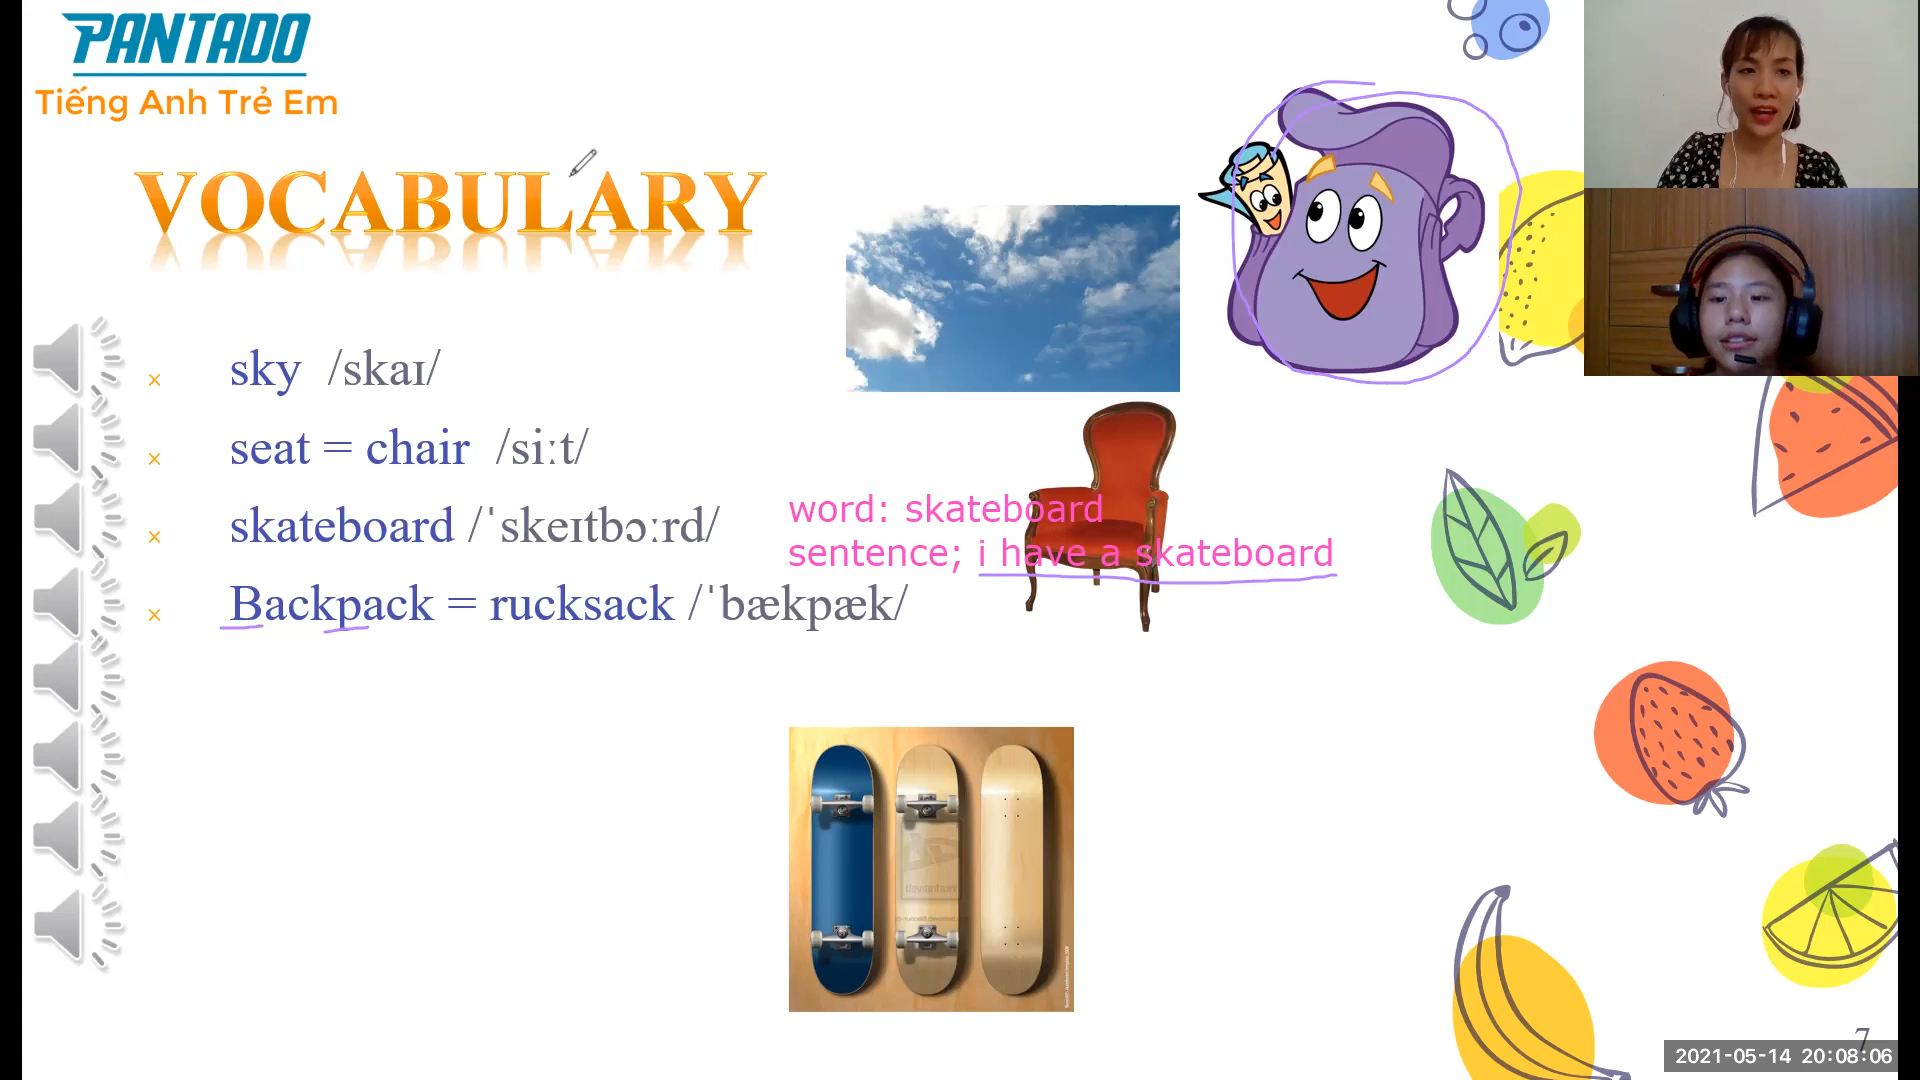 PANTADO
Tiếng Anh Trẻ Em
VOCABULARY
× sky /skaɪ/
× seat = chair /siːt/
× skateboard /ˈskeɪtbɔːrd/
× Backpack = rucksack /ˈbækpæk/
word: skateboard
sentence; i have a skateboard
7
2021-05-14 20:08:06